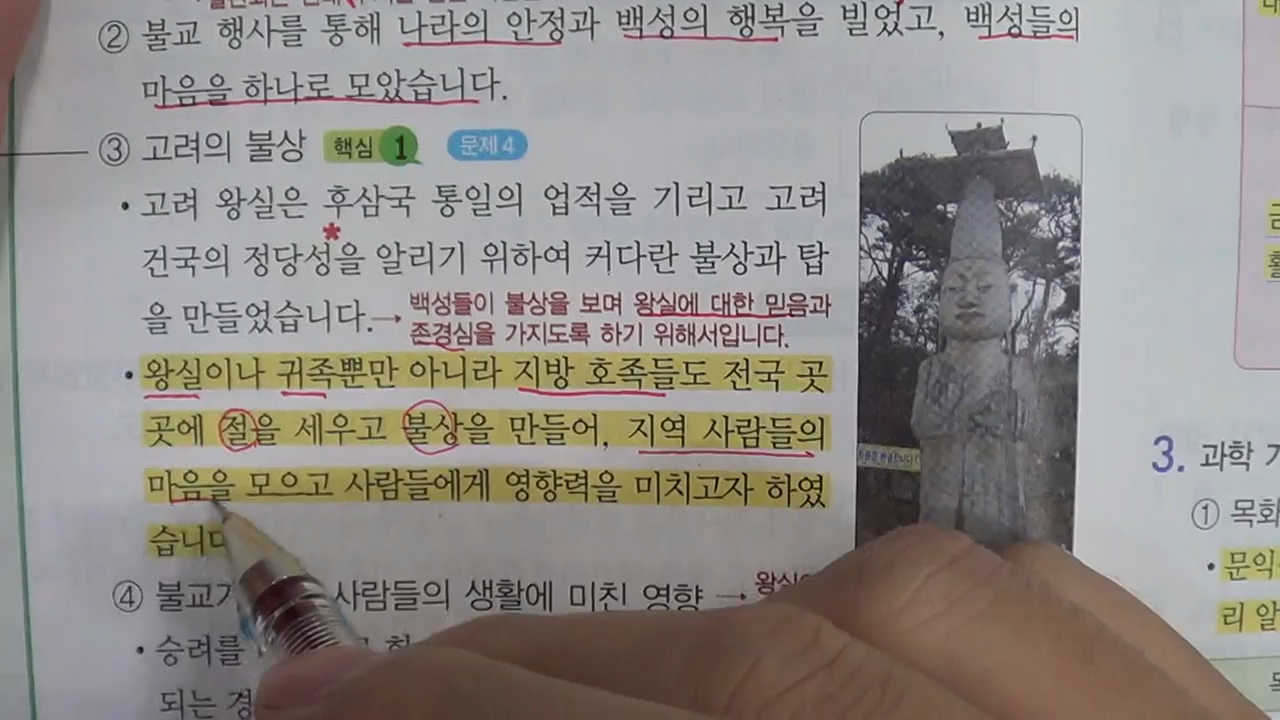 ② 불교 행사를 통해 나라의 안정과 백성의 행복을 빌었고, 백성들의
마음을 하나로 모았습니다.
③ 고려의 불상 핵심 1 문제 4
• 고려 왕실은 후삼국 통일의 업적을 기리고 고려
건국의 정당성*을 알리기 위하여 커다란 불상과 탑
을 만들었습니다.→ 백성들이 불상을 보며 왕실에 대한 믿음과
존경심을 가지도록 하기 위해서입니다.
• 왕실이나 귀족뿐만 아니라 지방 호족들도 전국 곳
곳에 절을 세우고 불상을 만들어, 지역 사람들의
마음을 모으고 사람들에게 영향력을 미치고자 하였
습니다
④ 불교가 사람들의 생활에 미친 영향 →
• 승려를
되는
3. 과학
① 목화
• 문익
리 알